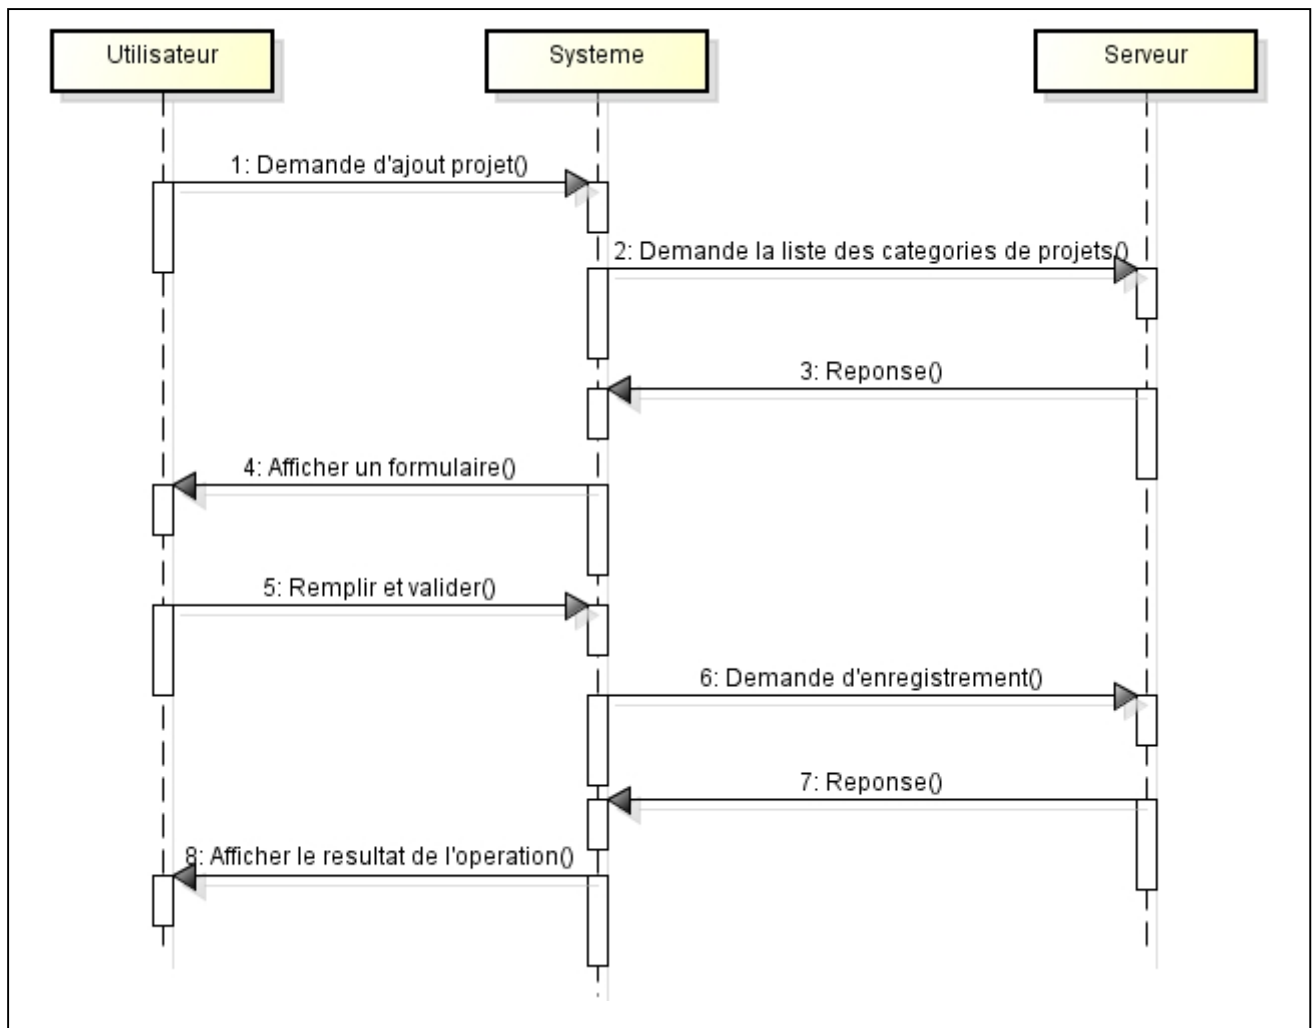 Utilisateur
Systeme
Serveur
1: Demande d'ajout projet()
2: Demande la liste des categories de projets()
3: Reponse()
4: Afficher un formulaire()
5: Remplir et valider()
6: Demande d'enregistrement()
7: Reponse()
8: Afficher le resultat de l'operation()